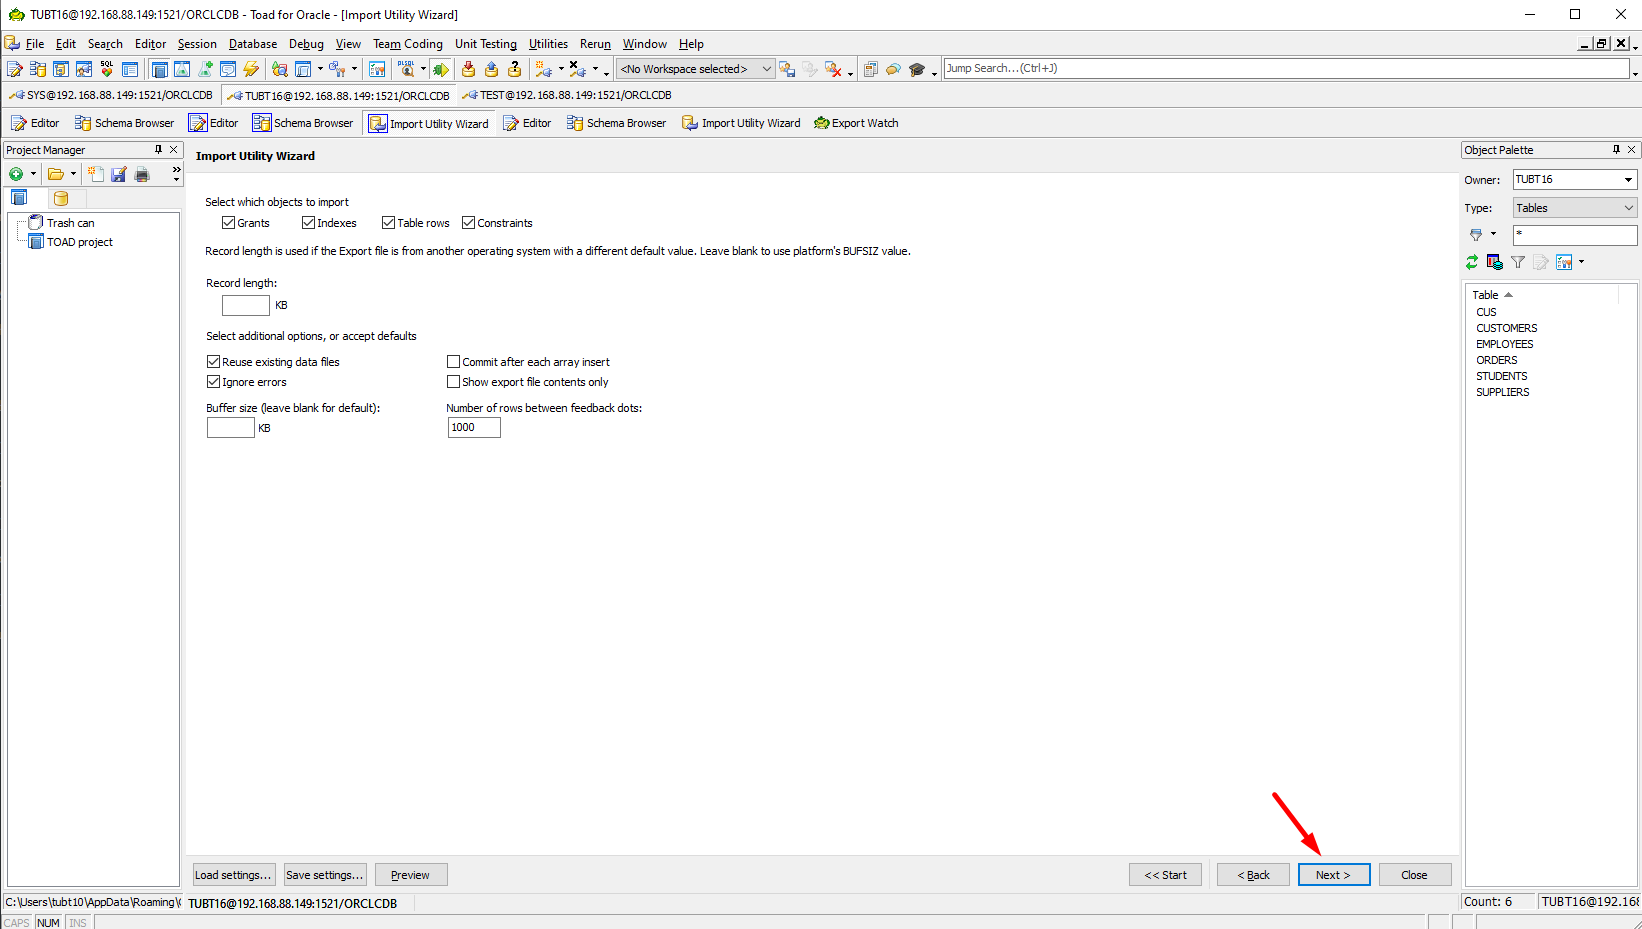 TUBT16@192.168.88.149:1521/ORCLCDB - Toad for Oracle - [Import Utility Wizard]
File Edit Search Editor Session Database Debug View Team Coding Unit Testing Utilities Rerun Window Help
SQL PLSQL <No Workspace selected> Jump Search...(Ctrl+J)
SYS@192.168.88.149:1521/ORCLCDB TUBT16@192.168.88.149:1521/ORCLCDB TEST@192.168.88.149:1521/ORCLCDB
Editor Schema Browser Editor Schema Browser Import Utility Wizard Editor Schema Browser Import Utility Wizard Export Watch
Project Manager
Trash can
TOAD project
Import Utility Wizard
Select which objects to import
Grants Indexes Table rows Constraints
Record length is used if the Export file is from another operating system with a different default value. Leave blank to use platform's BUFSIZ value.
Record length:
KB
Select additional options, or accept defaults
Reuse existing data files Commit after each array insert
Ignore errors Show export file contents only
Buffer size (leave blank for default): Number of rows between feedback dots:
KB 1000
Load settings... Save settings... Preview << Start < Back Next > Close
Object Palette
Owner: TUBT16
Type: Tables
*
Table
CUS
CUSTOMERS
EMPLOYEES
ORDERS
STUDENTS
SUPPLIERS
C:\Users\tubt10\AppData\Roaming\ TUBT16@192.168.88.149:1521/ORCLCDB Count: 6 TUBT16@192.168
CAPS NUM INS